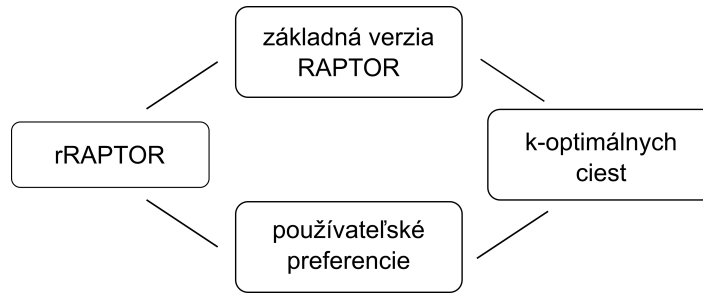 základná verzia
RAPTOR
rRAPTOR
k-optimálnych
ciest
používateľské
preferencie